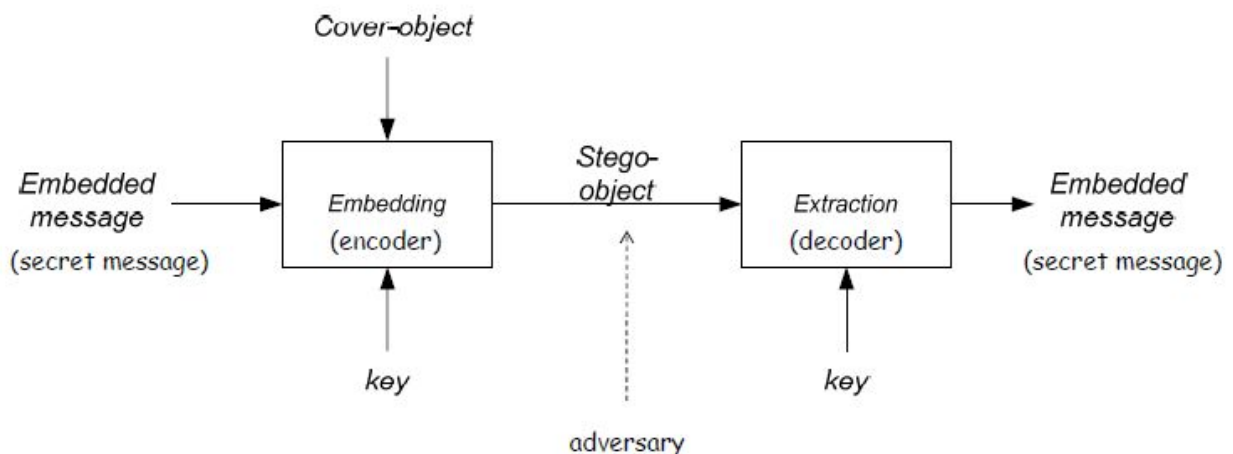 Cover-object
Embedded
message
(secret message)
Embedding
(encoder)
Stego-
object
Extraction
(decoder)
Embedded
message
(secret message)
key
key
adversary